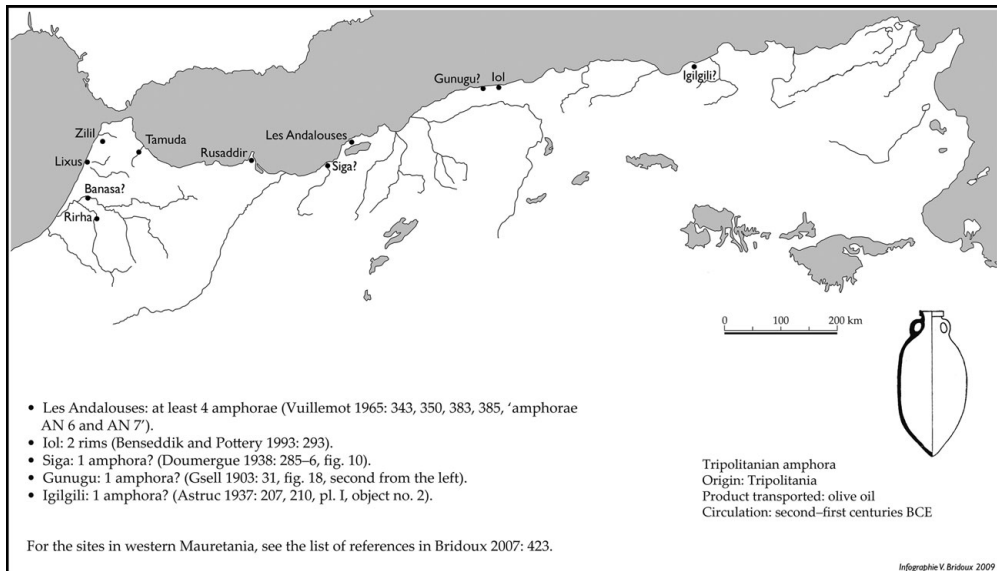 Gunugu?
Iol
Igilgili?
Zilil
Tamuda
Les Andalouses
Rusaddir
Lixus
Siga?
Banasa?
Rirha
0 100 200 km
• Les Andalouses: at least 4 amphorae (Vuillemot 1965: 343, 350, 383, 385, ‘amphorae
AN 6 and AN 7’).
• Iol: 2 rims (Benseddik and Pottery 1993: 293).
• Siga: 1 amphora? (Doumergue 1938: 285–6, fig. 10).
• Gunugu: 1 amphora? (Gsell 1903: 31, fig. 18, second from the left).
• Igilgili: 1 amphora? (Astruc 1937: 207, 210, pl. I, object no. 2).
For the sites in western Mauretania, see the list of references in Bridoux 2007: 423.
Tripolitanian amphora
Origin: Tripolitania
Product transported: olive oil
Circulation: second–first centuries BCE
Infographie V. Bridoux 2009